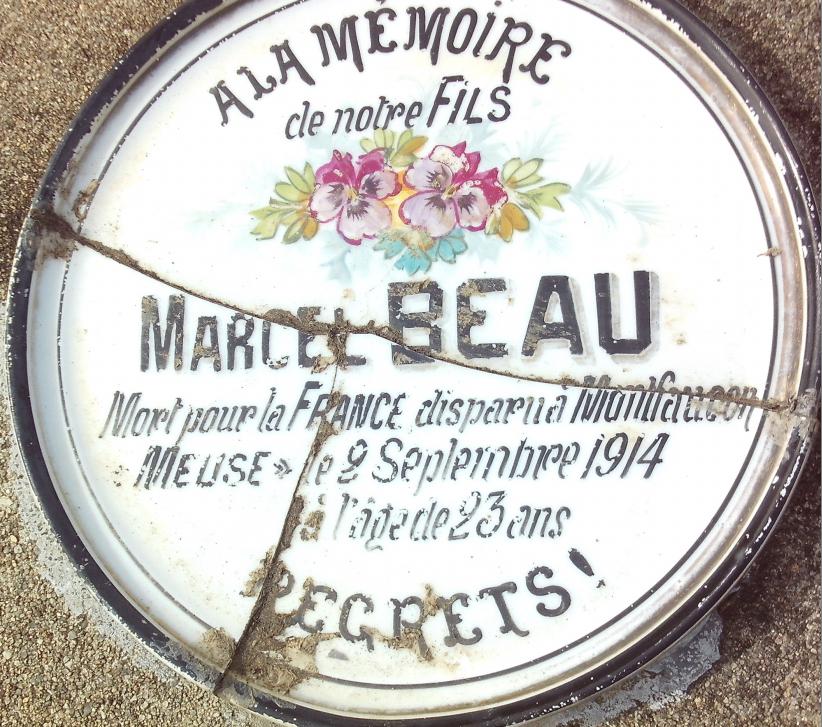 A LA MÉMOIRE
de notre FILS
MARCEL BEAU
Mort pour la FRANCE disparu à Montfaucon
« MEUSE » le 2 Septembre 1914
à l'âge de 23 ans
REGRETS!